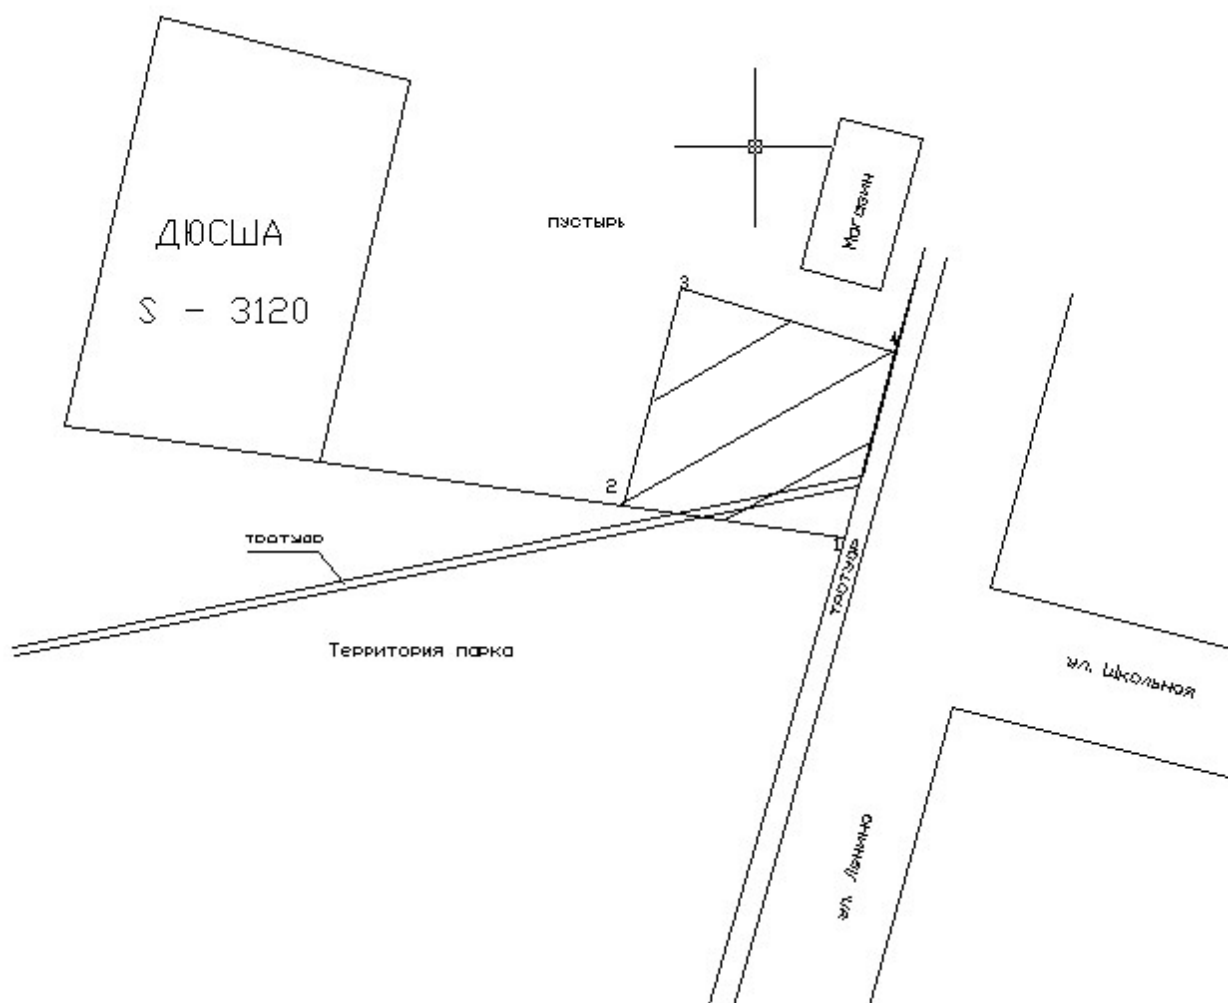 Магазин
ПУСТЫРЬ
ДЮСША
S - 3120
3
4
2
1
тротуар
ТРОТУАР
Территория парка
ул. Школьная
ул. Ленина